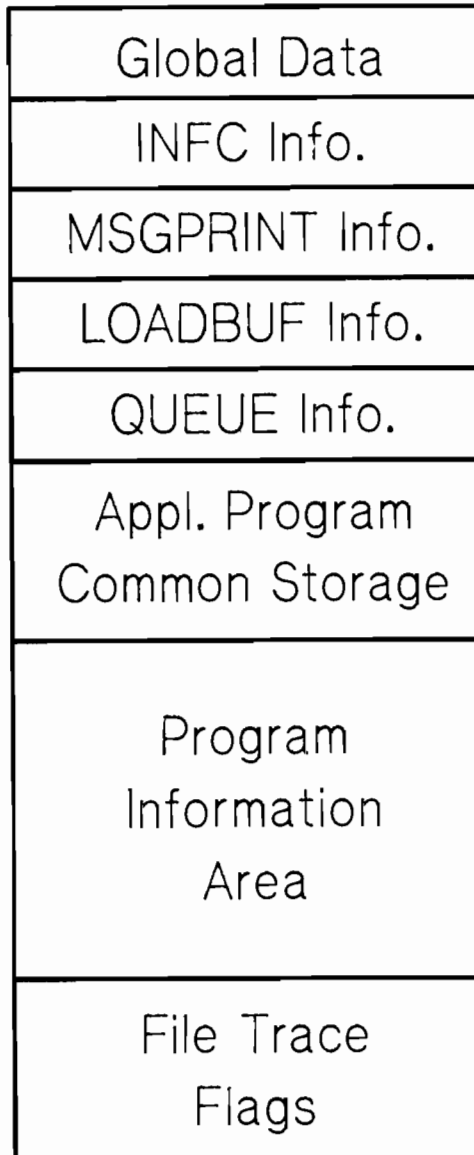 Global Data
INFC Info.
MSGPRINT Info.
LOADBUF Info.
QUEUE Info.
Appl. Program
Common Storage
Program
Information
Area
File Trace
Flags